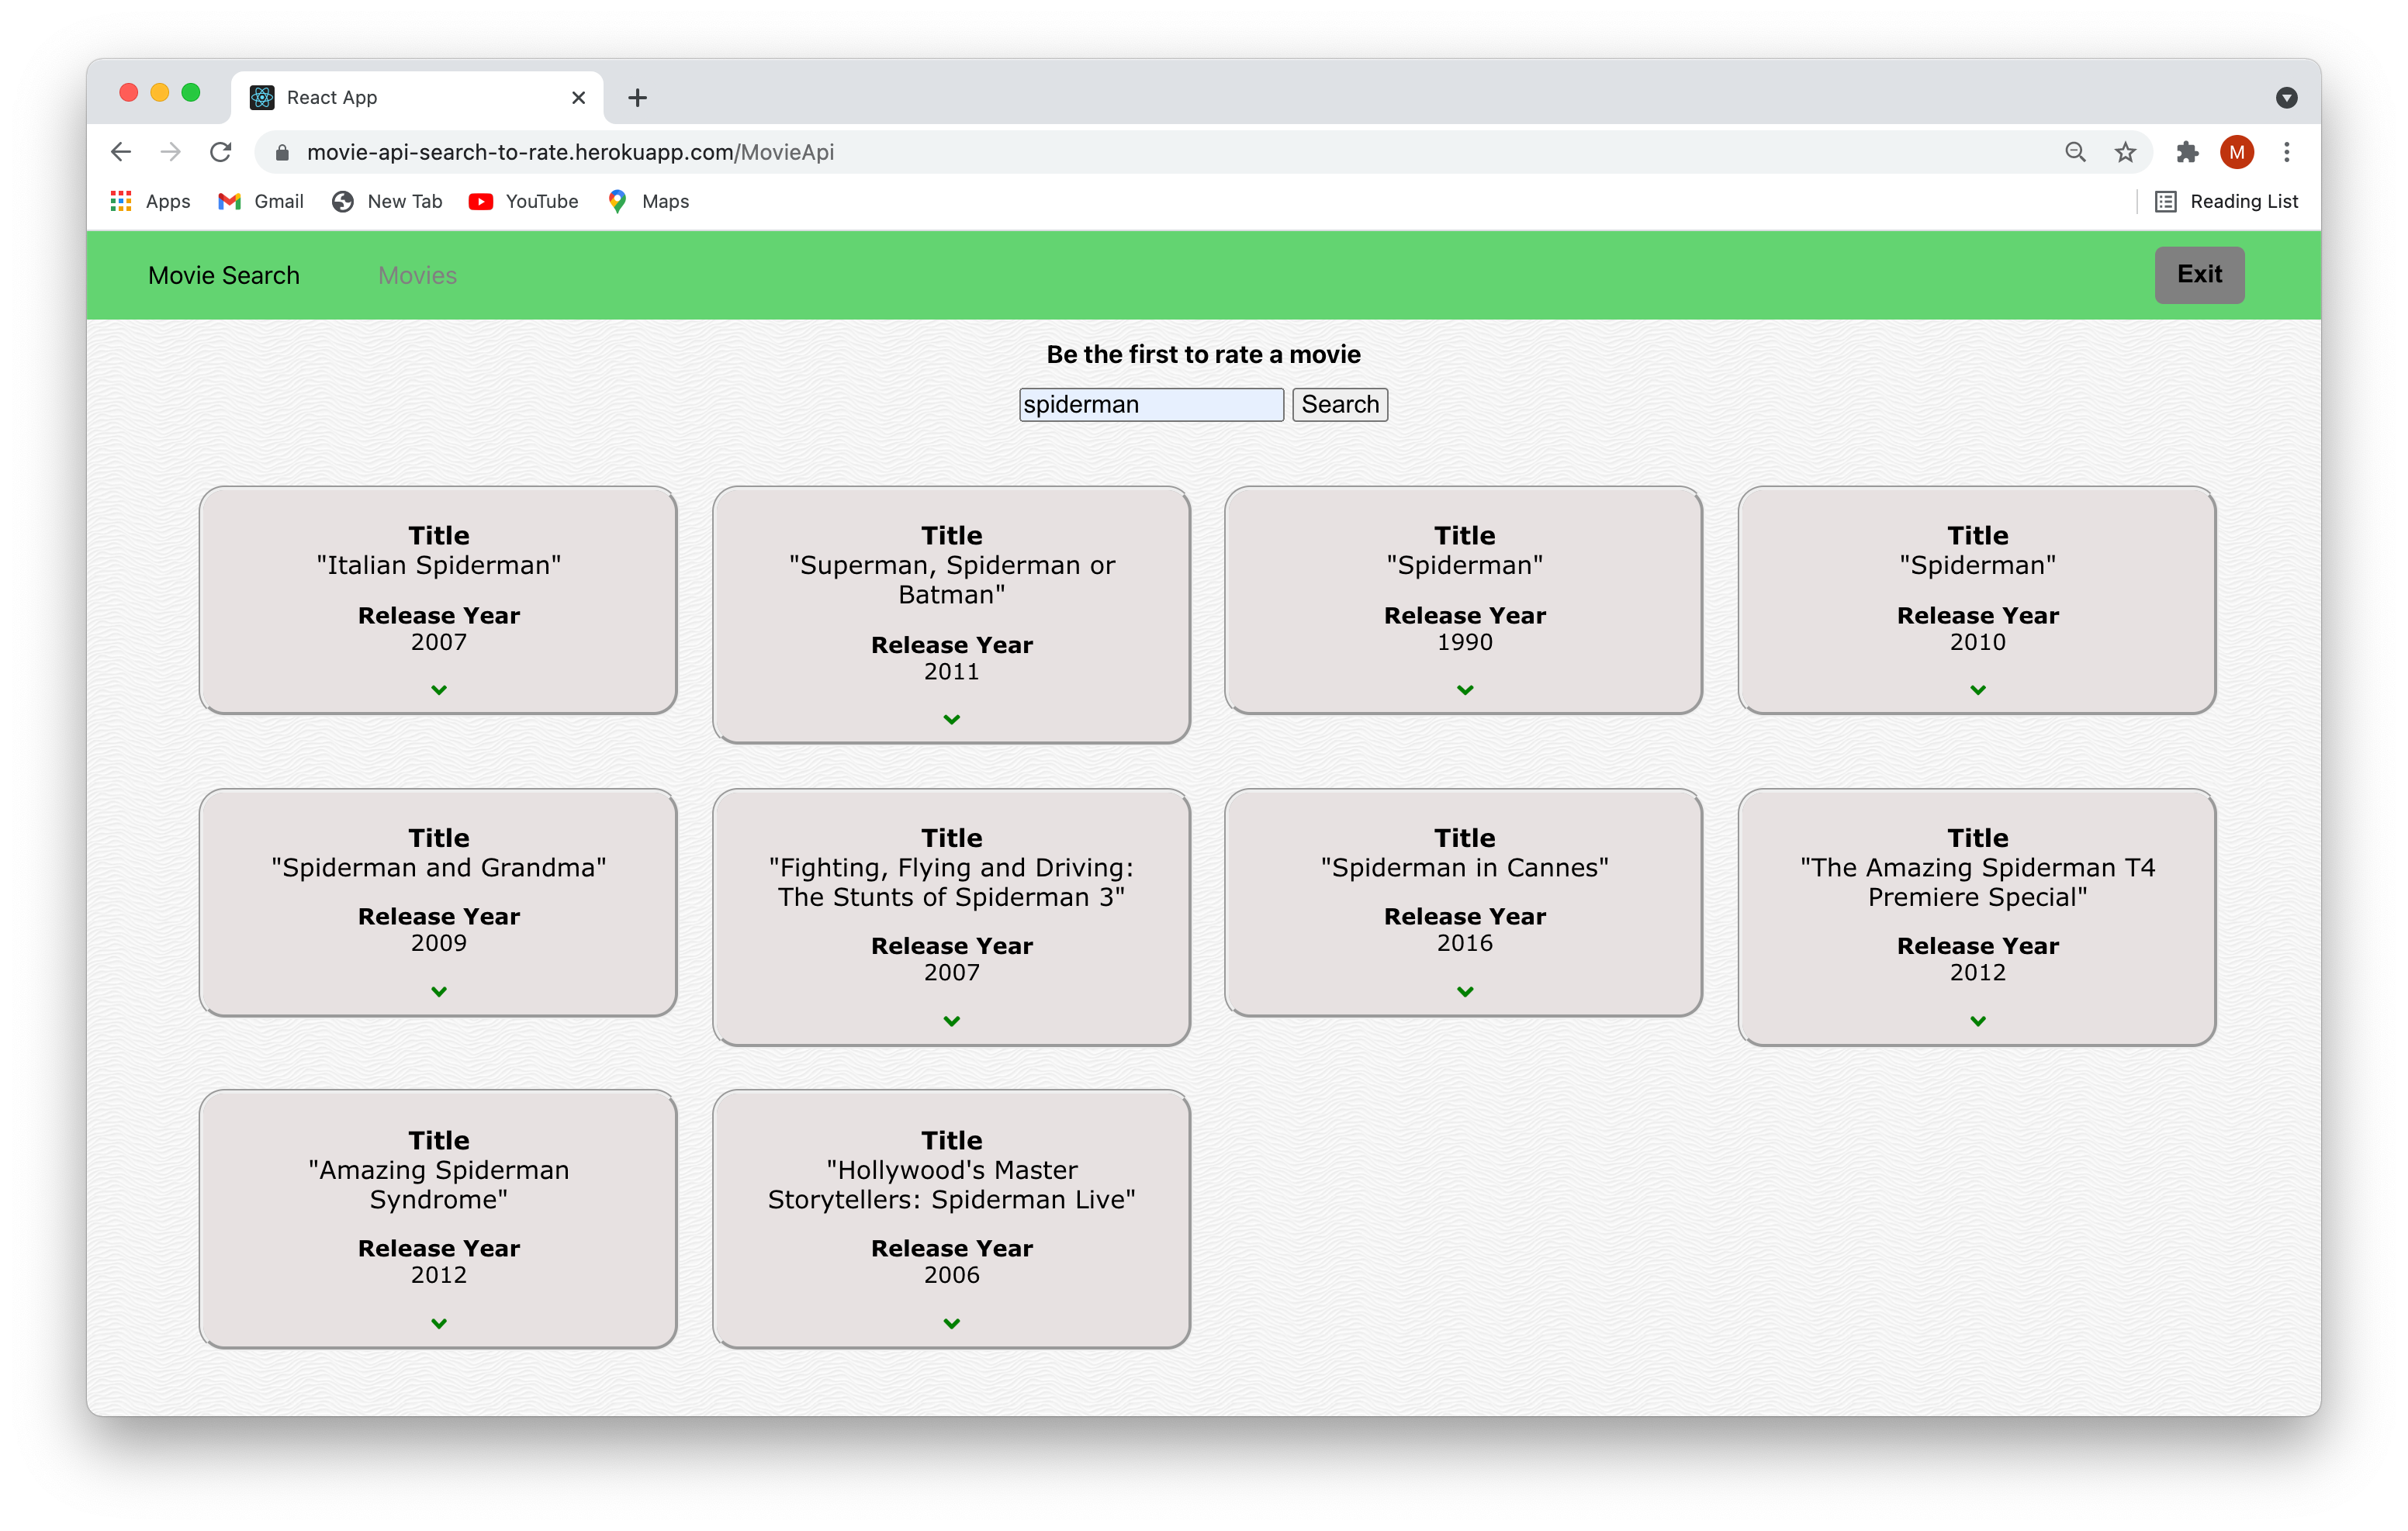 React App
movie-api-search-to-rate.herokuapp.com/MovieApi
M
Apps
Gmail
New Tab
YouTube
Maps
Reading List
Movie Search
Movies
Exit
Be the first to rate a movie
spiderman
Search
Title
"Italian Spiderman"
Release Year
2007
Title
"Superman, Spiderman or
Batman"
Release Year
2011
Title
"Spiderman"
Release Year
1990
Title
"Spiderman"
Release Year
2010
Title
"Spiderman and Grandma"
Release Year
2009
Title
"Fighting, Flying and Driving:
The Stunts of Spiderman 3"
Release Year
2007
Title
"Spiderman in Cannes"
Release Year
2016
Title
"The Amazing Spiderman T4
Premiere Special"
Release Year
2012
Title
"Amazing Spiderman
Syndrome"
Release Year
2012
Title
"Hollywood's Master
Storytellers: Spiderman Live"
Release Year
2006